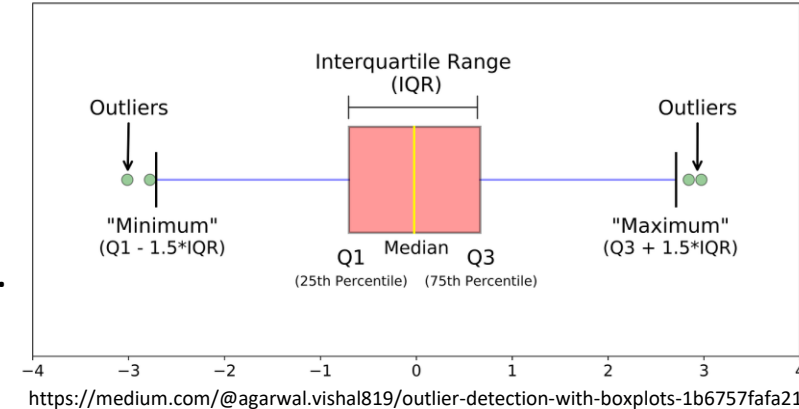 Interquartile Range
(IQR)
Outliers
Outliers
"Minimum"
(Q1 - 1.5*IQR)
"Maximum"
(Q3 + 1.5*IQR)
Q1 Median Q3
(25th Percentile) (75th Percentile)
−4 −3 −2 −1 0 1 2 3 4
https://medium.com/@agarwal.vishal819/outlier-detection-with-boxplots-1b6757fafa21